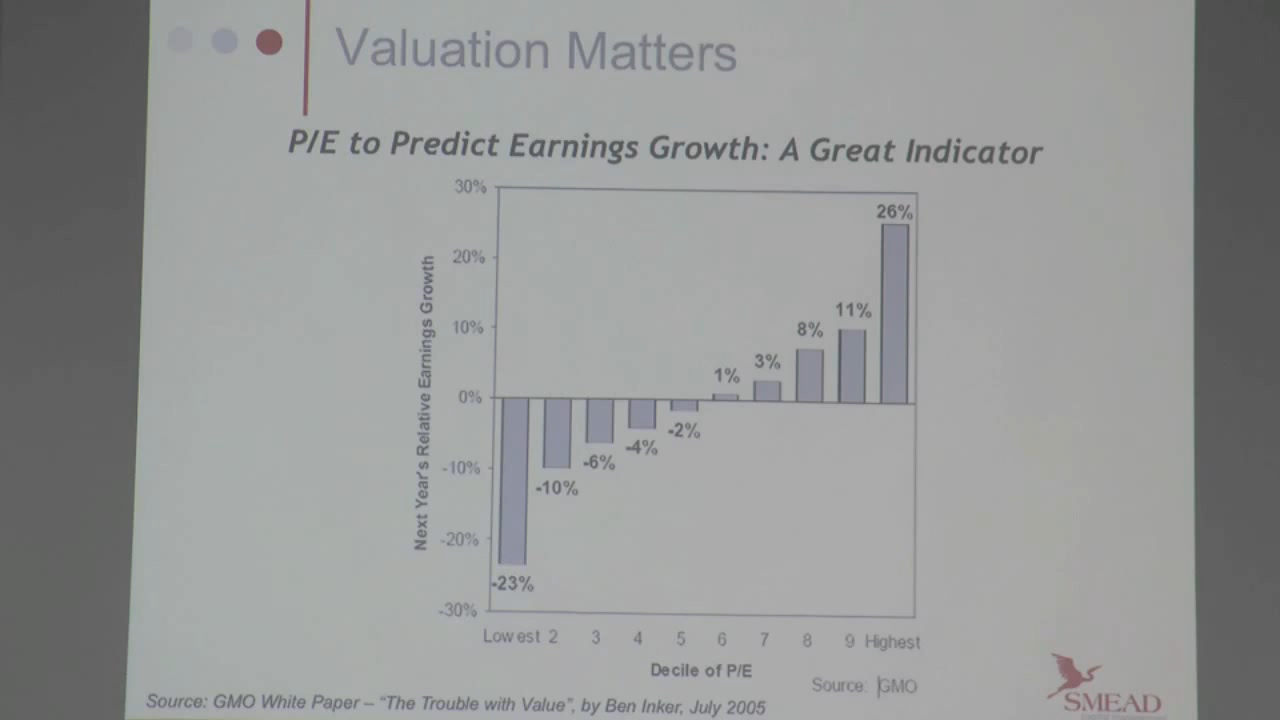 Valuation Matters
P/E to Predict Earnings Growth: A Great Indicator
30%
20%
10%
0%
-10%
-20%
-30%
Next Year's Relative Earnings Growth
-23%
-10%
-6%
-4%
-2%
1%
3%
8%
11%
26%
Lowest 2 3 4 5 6 7 8 9 Highest
Decile of P/E
Source: GMO
Source: GMO White Paper – “The Trouble with Value”, by Ben Inker, July 2005
SMEAD